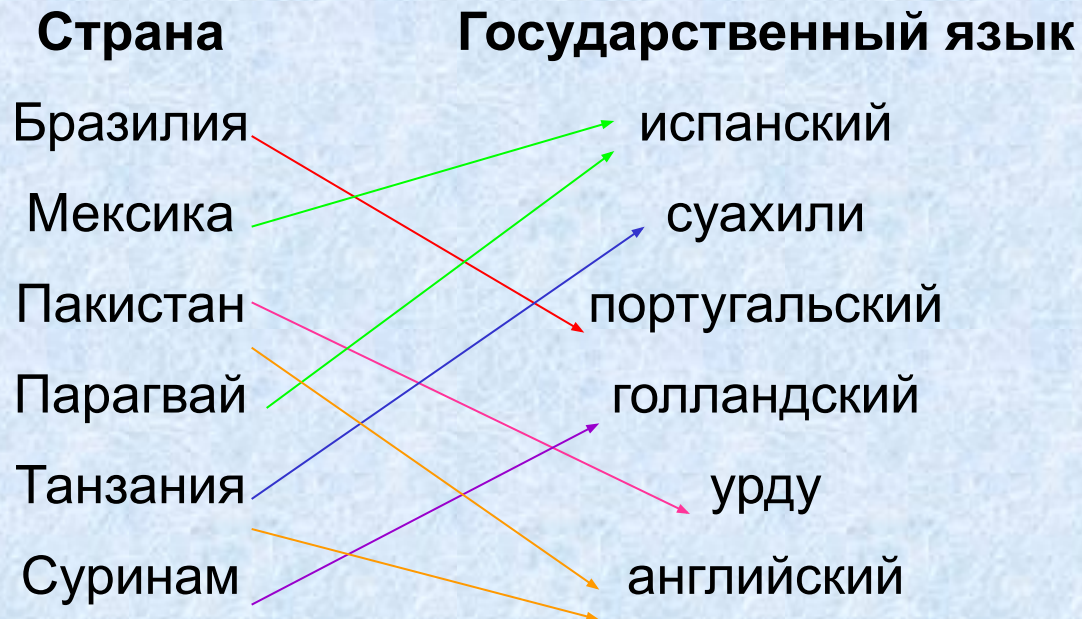 Страна Государственный язык
Бразилия испанский
Мексика суахили
Пакистан португальский
Парагвай голландский
Танзания урду
Суринам английский